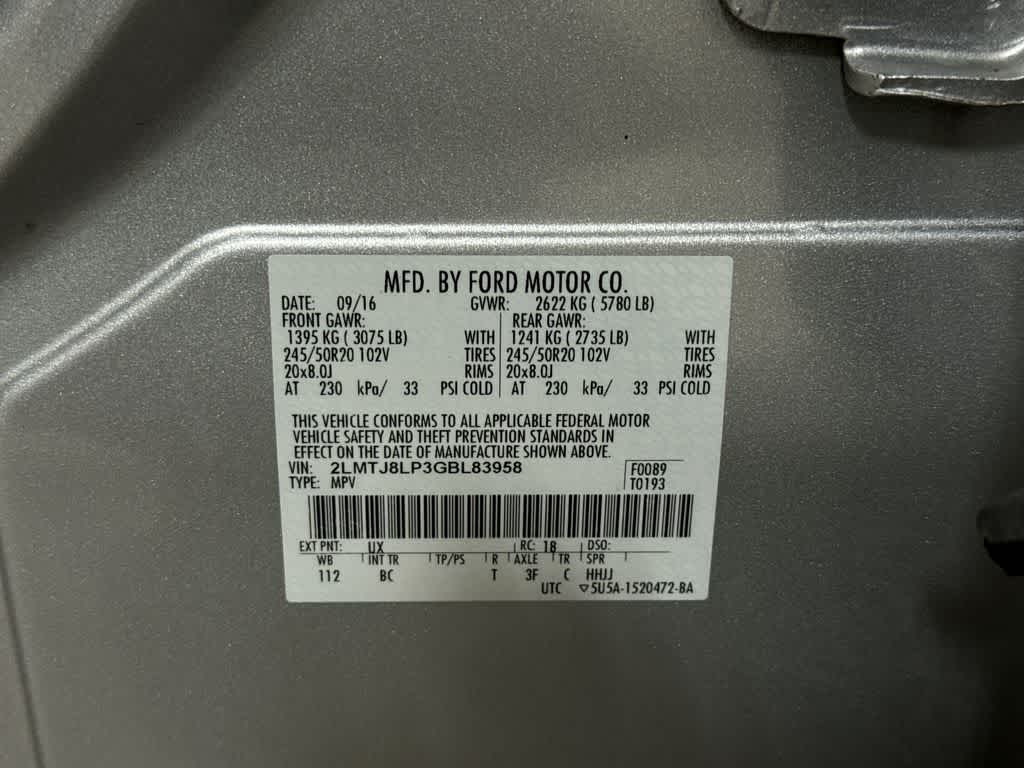 MFD. BY FORD MOTOR CO.
DATE: 09/16 GVWR: 2622 KG ( 5780 LB)
FRONT GAWR: REAR GAWR:
1395 KG ( 3075 LB) WITH 1241 KG ( 2735 LB) WITH
245/50R20 102V TIRES 245/50R20 102V TIRES
20x8.0J RIMS 20x8.0J RIMS
AT 230 kPa/ 33 PSI COLD AT 230 kPa/ 33 PSI COLD
THIS VEHICLE CONFORMS TO ALL APPLICABLE FEDERAL MOTOR
VEHICLE SAFETY AND THEFT PREVENTION STANDARDS IN
EFFECT ON THE DATE OF MANUFACTURE SHOWN ABOVE.
VIN: 2LMTJ8LP3GBL83958 F0089
TYPE: MPV T0193
EXT PNT: UX RC: 18 DSO:
WB INT TR TP/PS R AXLE TR SPR
112 BC T 3F C HHJJ
UTC ▽5U5A-1520472-BA